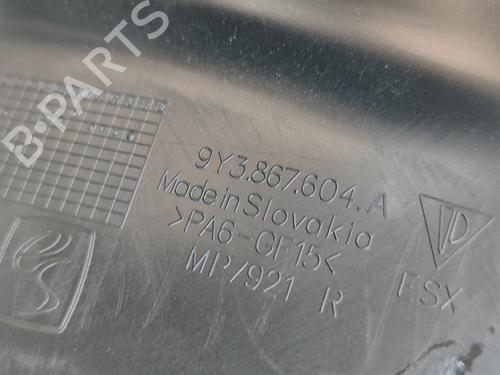 B·PARTS
9Y3.867.604.A
Made in Slovakia
>PA6-GF15<
MP/921 R
ESX